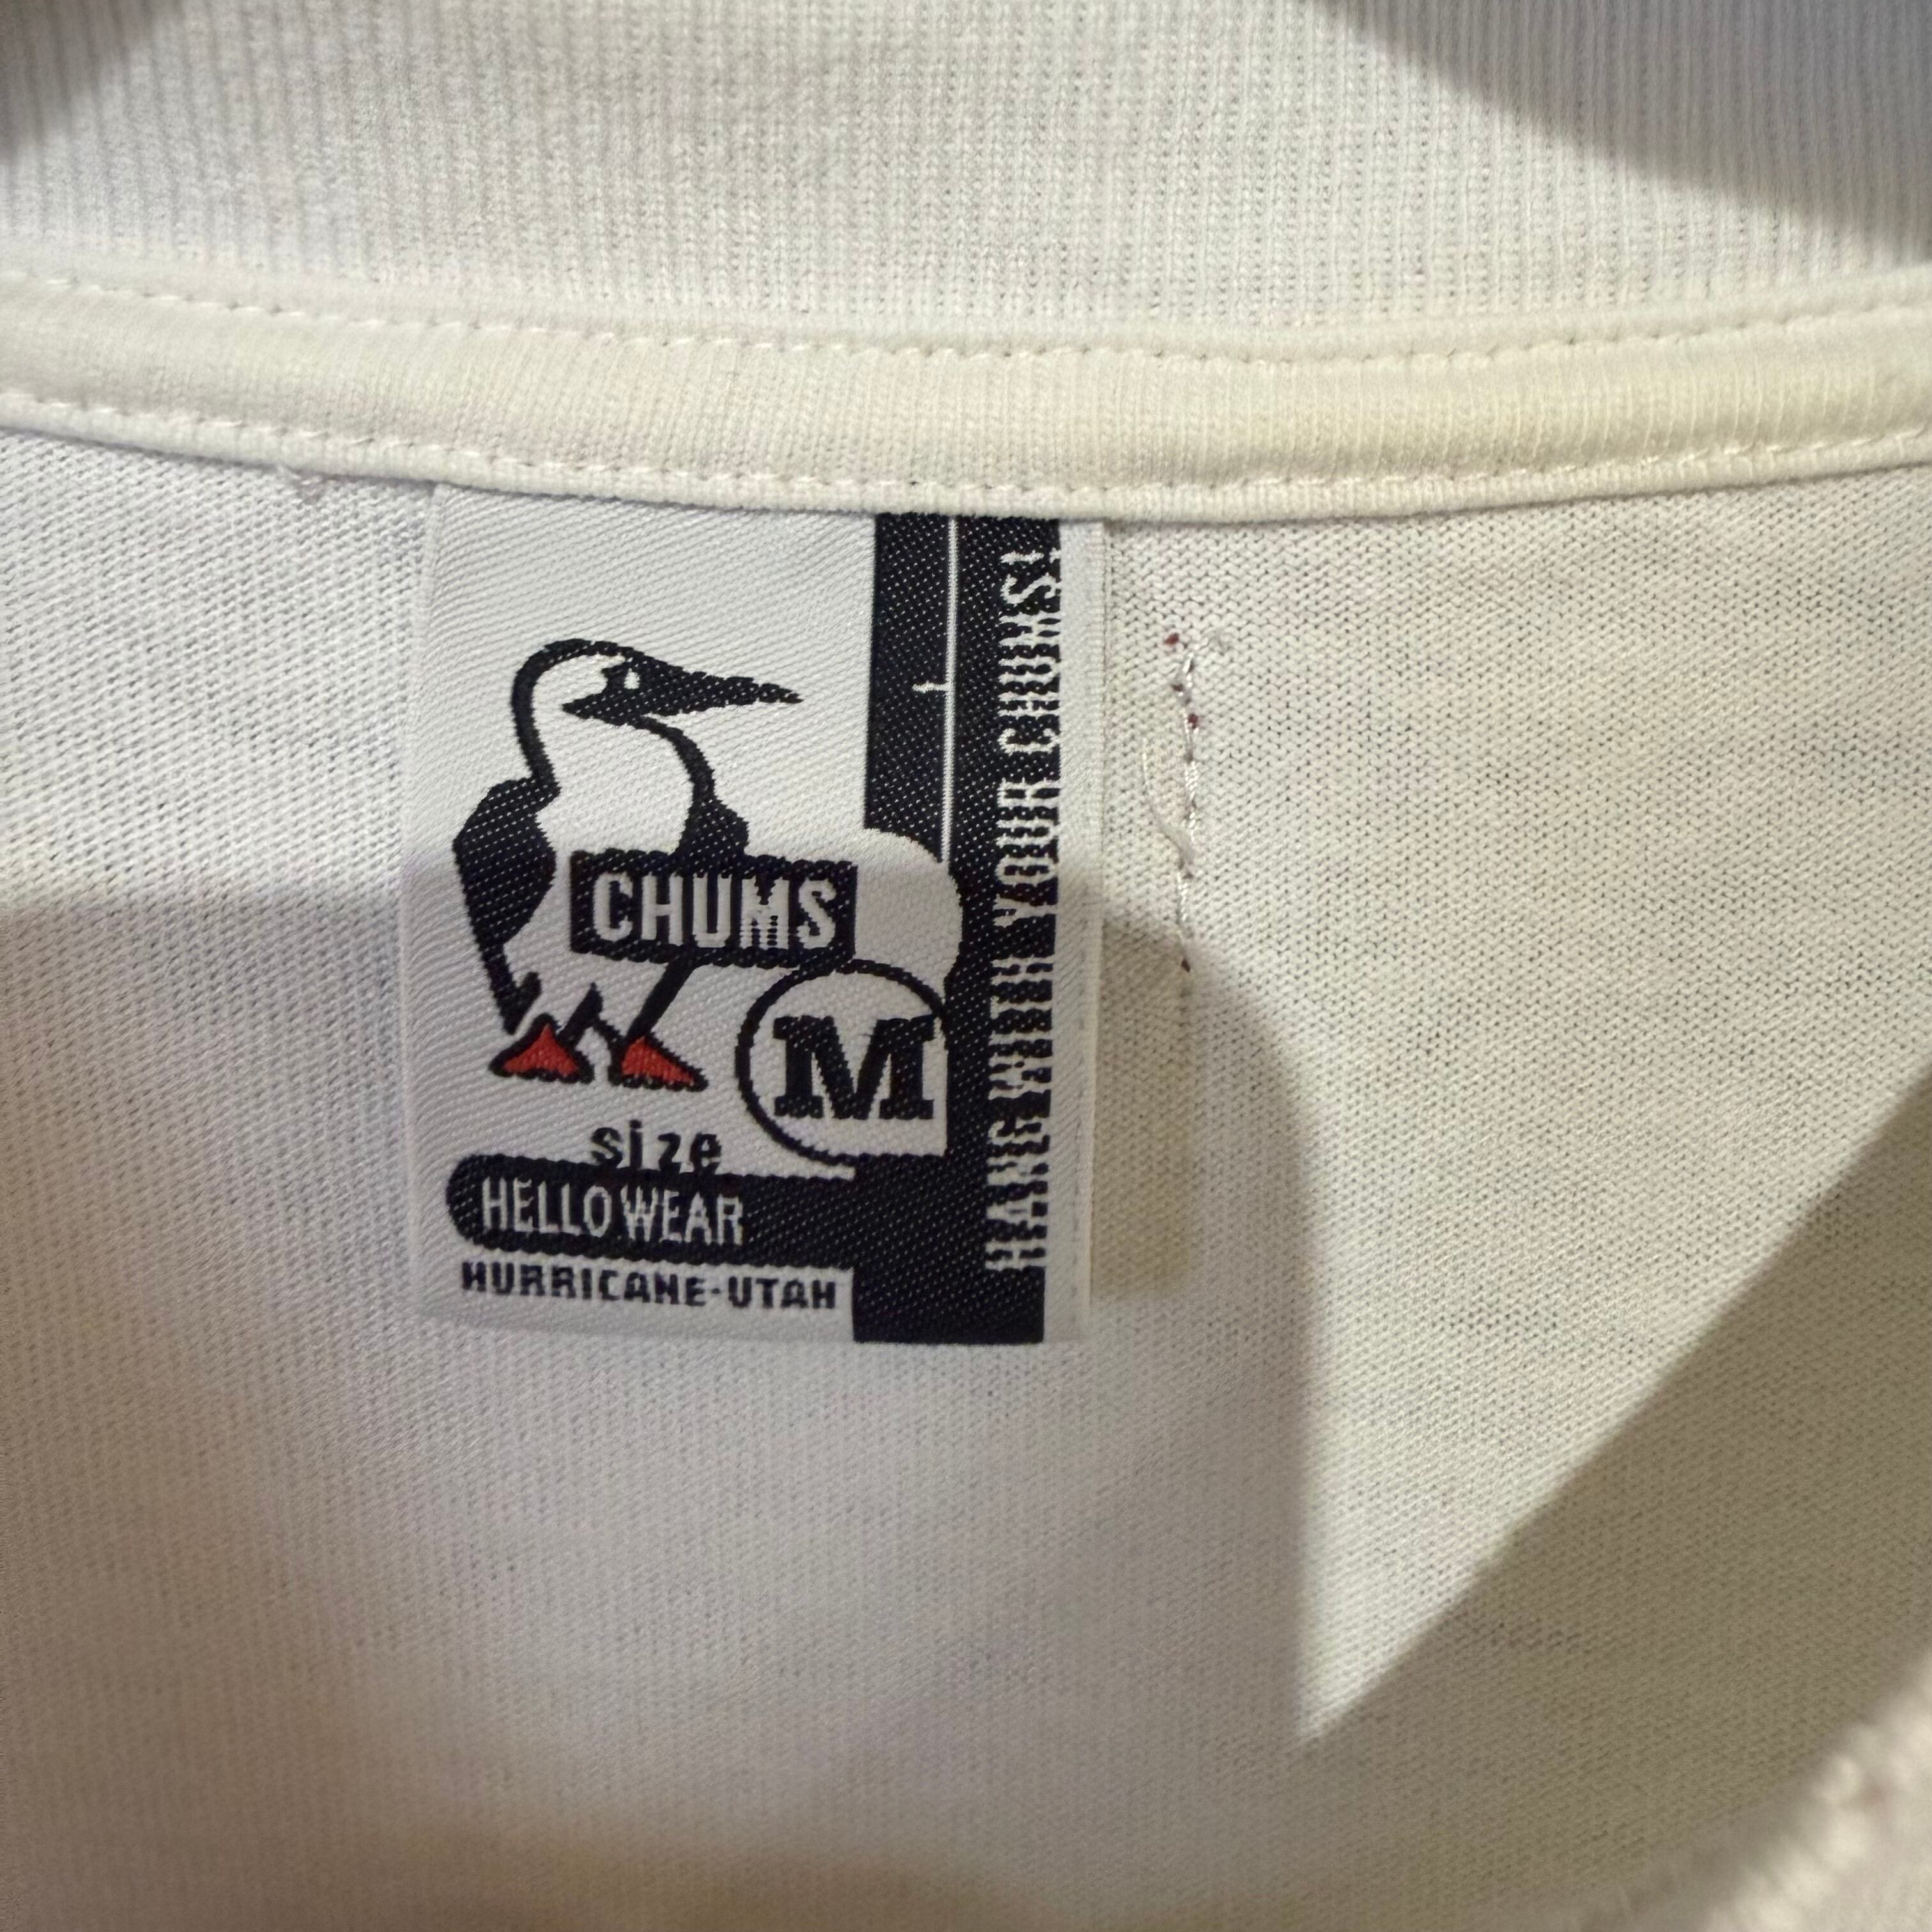 CHUMS
M
size
HELLO WEAR
HURRICANE-UTAH
HANG WITH YOUR CHUMS!